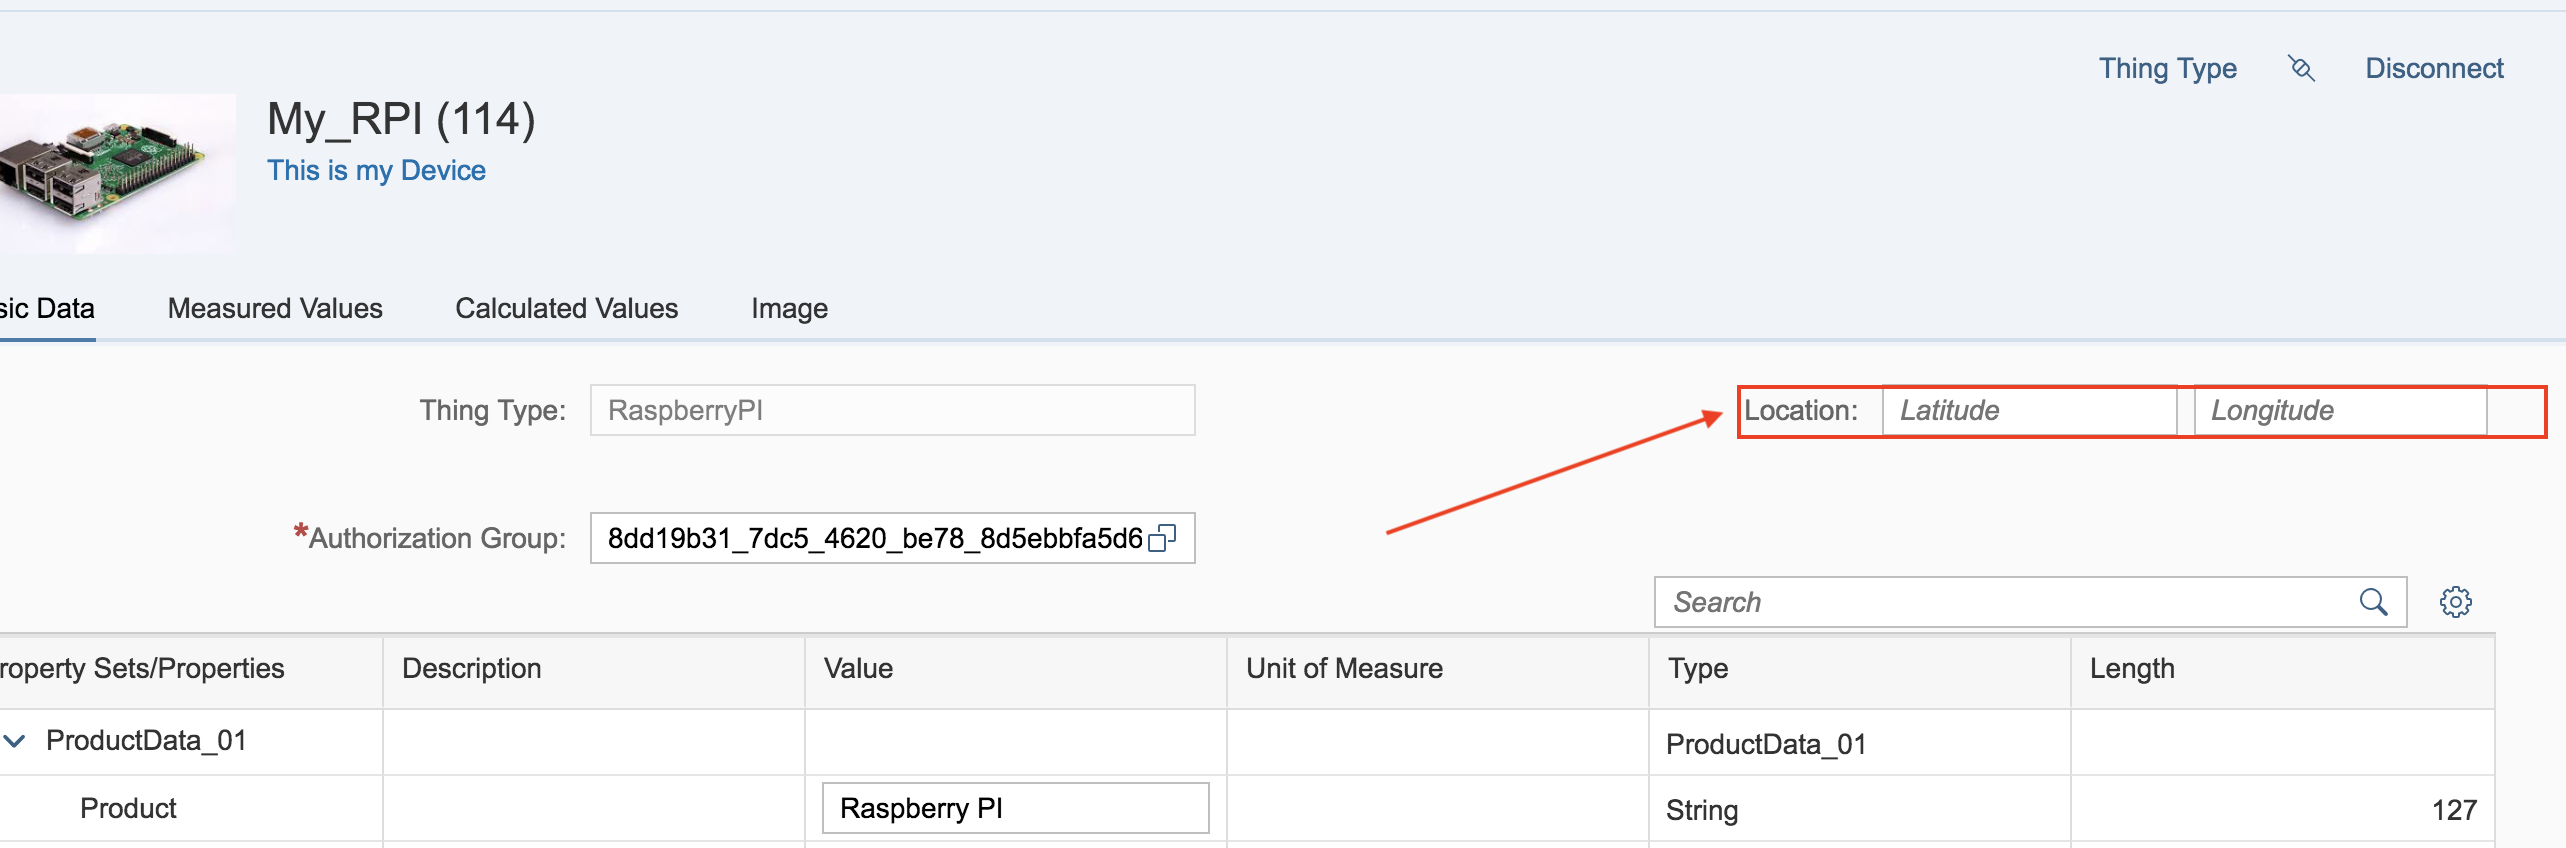 Thing Type Disconnect
My_RPI (114)
This is my Device
sic Data Measured Values Calculated Values Image
Thing Type: RaspberryPI Location: Latitude Longitude
*Authorization Group: 8dd19b31_7dc5_4620_be78_8d5ebbfa5d6
Search
roperty Sets/Properties Description Value Unit of Measure Type Length
ProductData_01 ProductData_01
Product Raspberry PI String 127